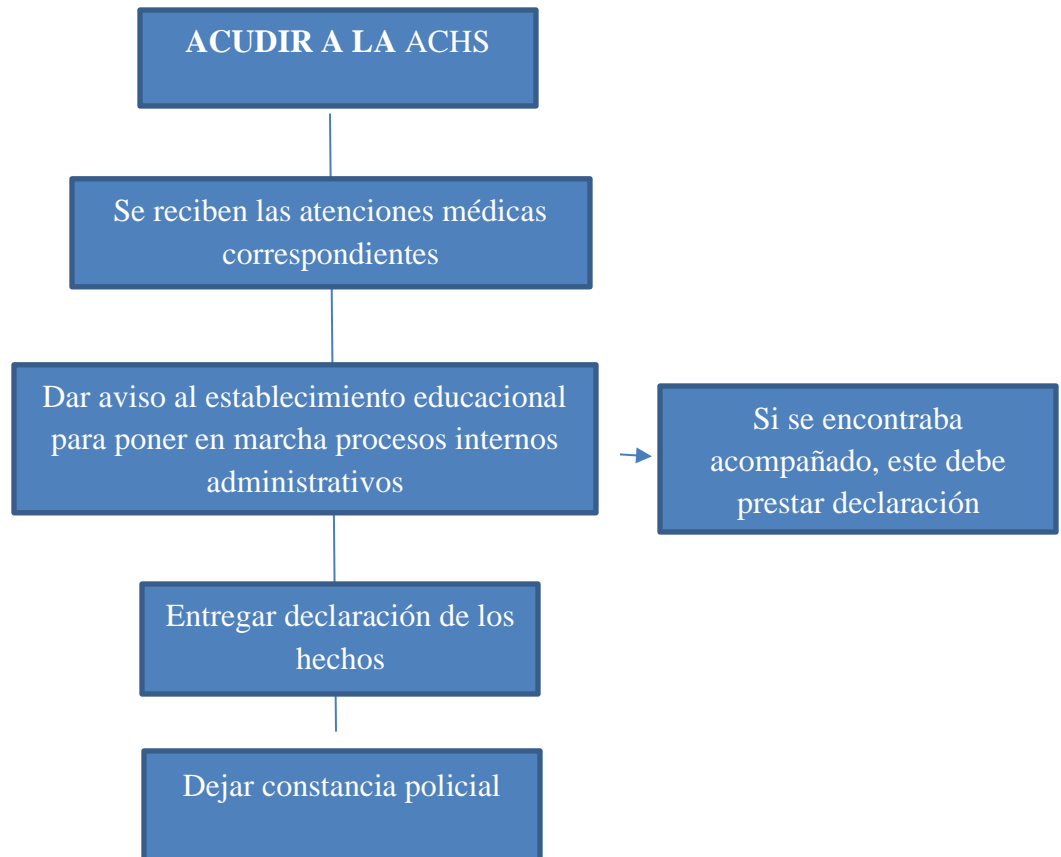 ACUDIR A LA ACHS
Se reciben las atenciones médicas
correspondientes
Dar aviso al establecimiento educacional
para poner en marcha procesos internos
administrativos
Si se encontraba
acompañado, este debe
prestar declaración
Entregar declaración de los
hechos
Dejar constancia policial